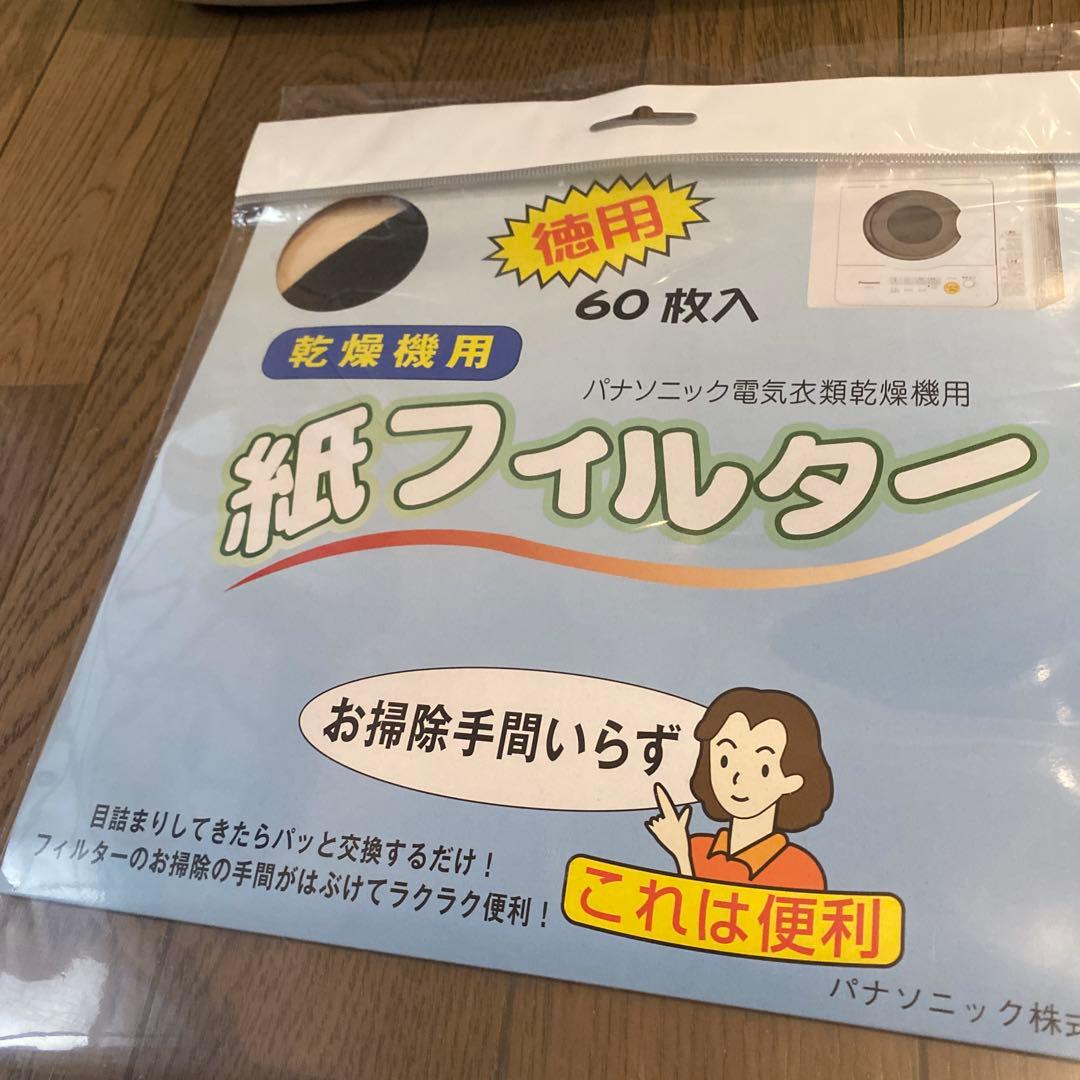 徳用
60枚入
乾燥機用
パナソニック電気衣類乾燥機用
紙フィルター
お掃除手間いらず
目詰まりしてきたらパッと交換するだけ!
フィルターのお掃除の手間がはぶけてラクラク便利!
これは便利
パナソニック株式